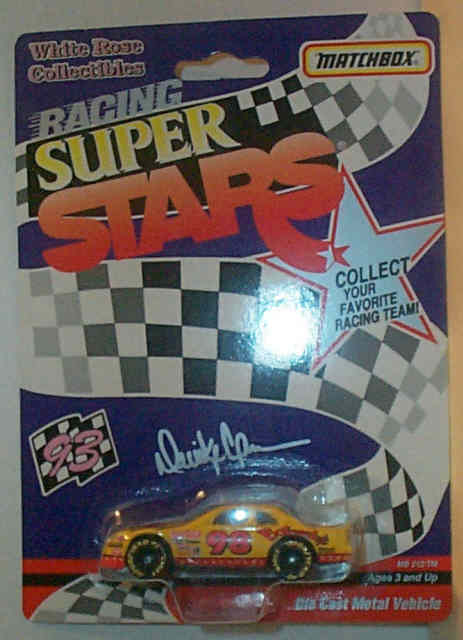 White Rose
Collectibles
MATCHBOX
RACING
SUPER
STARS
COLLECT
YOUR
FAVORITE
RACING TEAM!
93
98
Ages 3 and Up
Die Cast Metal Vehicle